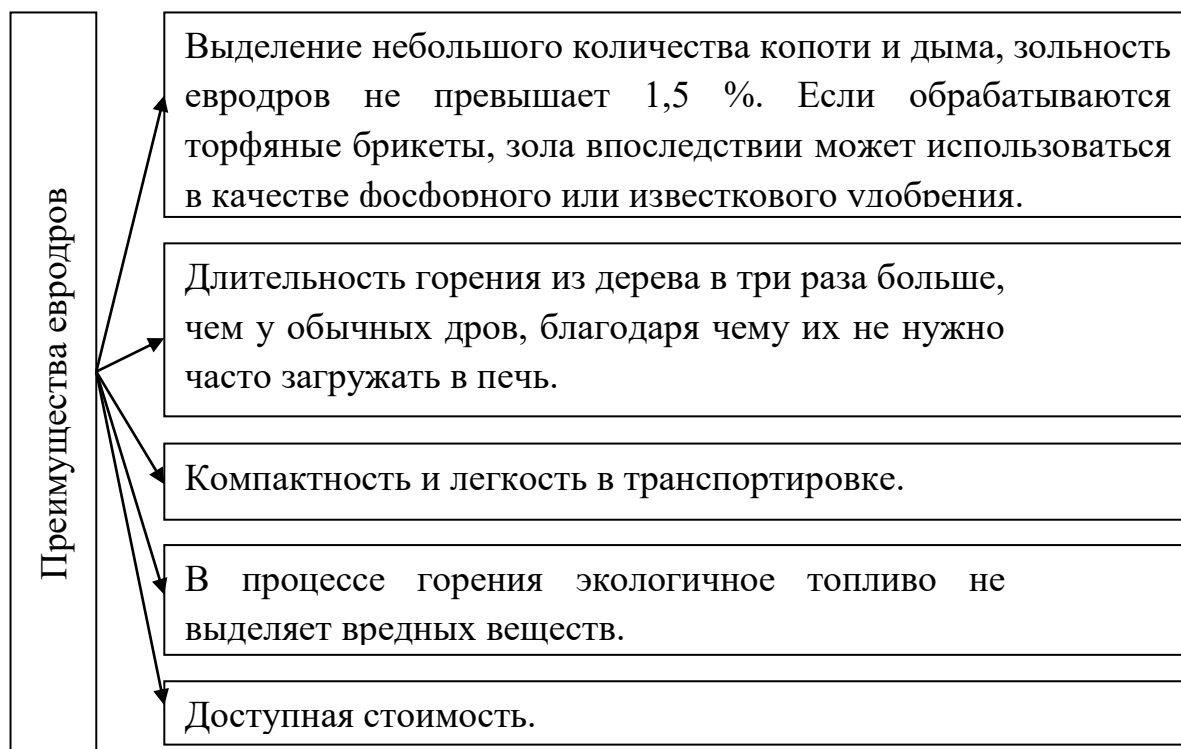 Преимущества евродров
Выделение небольшого количества копоти и дыма, зольность
евродров не превышает 1,5 %. Если обрабатываются
торфяные брикеты, зола впоследствии может использоваться
в качестве фосфорного или известкового удобрения.
Длительность горения из дерева в три раза больше,
чем у обычных дров, благодаря чему их не нужно
часто загружать в печь.
Компактность и легкость в транспортировке.
В процессе горения экологичное топливо не
выделяет вредных веществ.
Доступная стоимость.